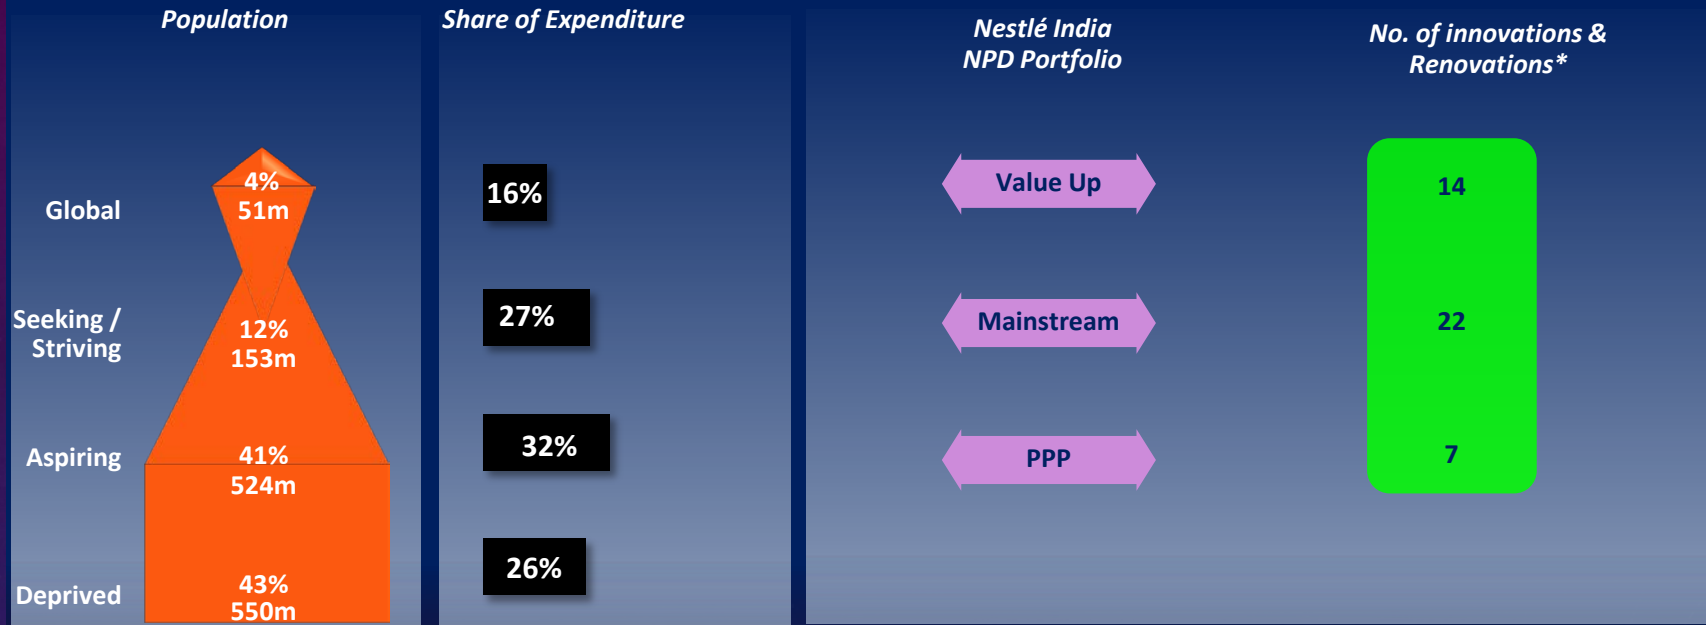 Population
Share of Expenditure
Nestlé India
NPD Portfolio
No. of innovations &
Renovations*
Global
4%
51m
16%
Value Up
14
Seeking /
Striving
12%
153m
27%
Mainstream
22
Aspiring
41%
524m
32%
PPP
7
Deprived
43%
550m
26%